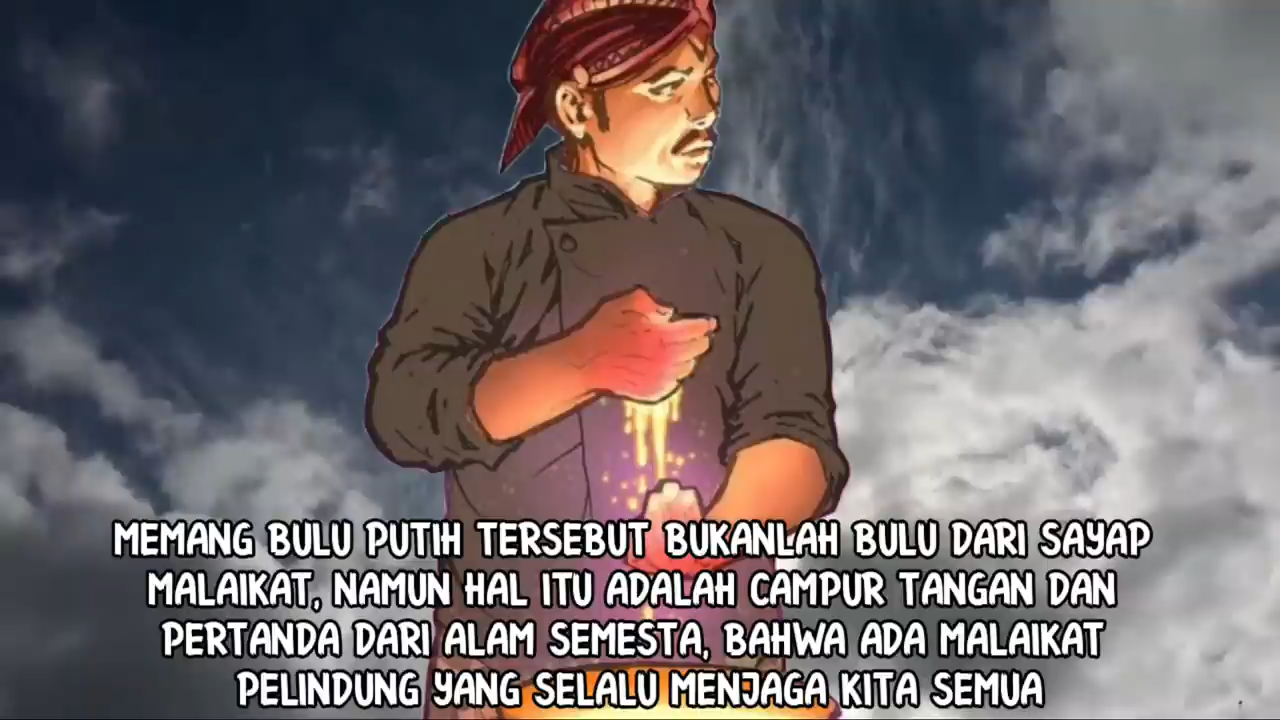 MEMANG BULU PUTIH TERSEBUT BUKANLAH BULU DARI SAYAP
MALAIKAT, NAMUN HAL ITU ADALAH CAMPUR TANGAN DAN
PERTANDA DARI ALAM SEMESTA, BAHWA ADA MALAIKAT
PELINDUNG YANG SELALU MENJAGA KITA SEMUA